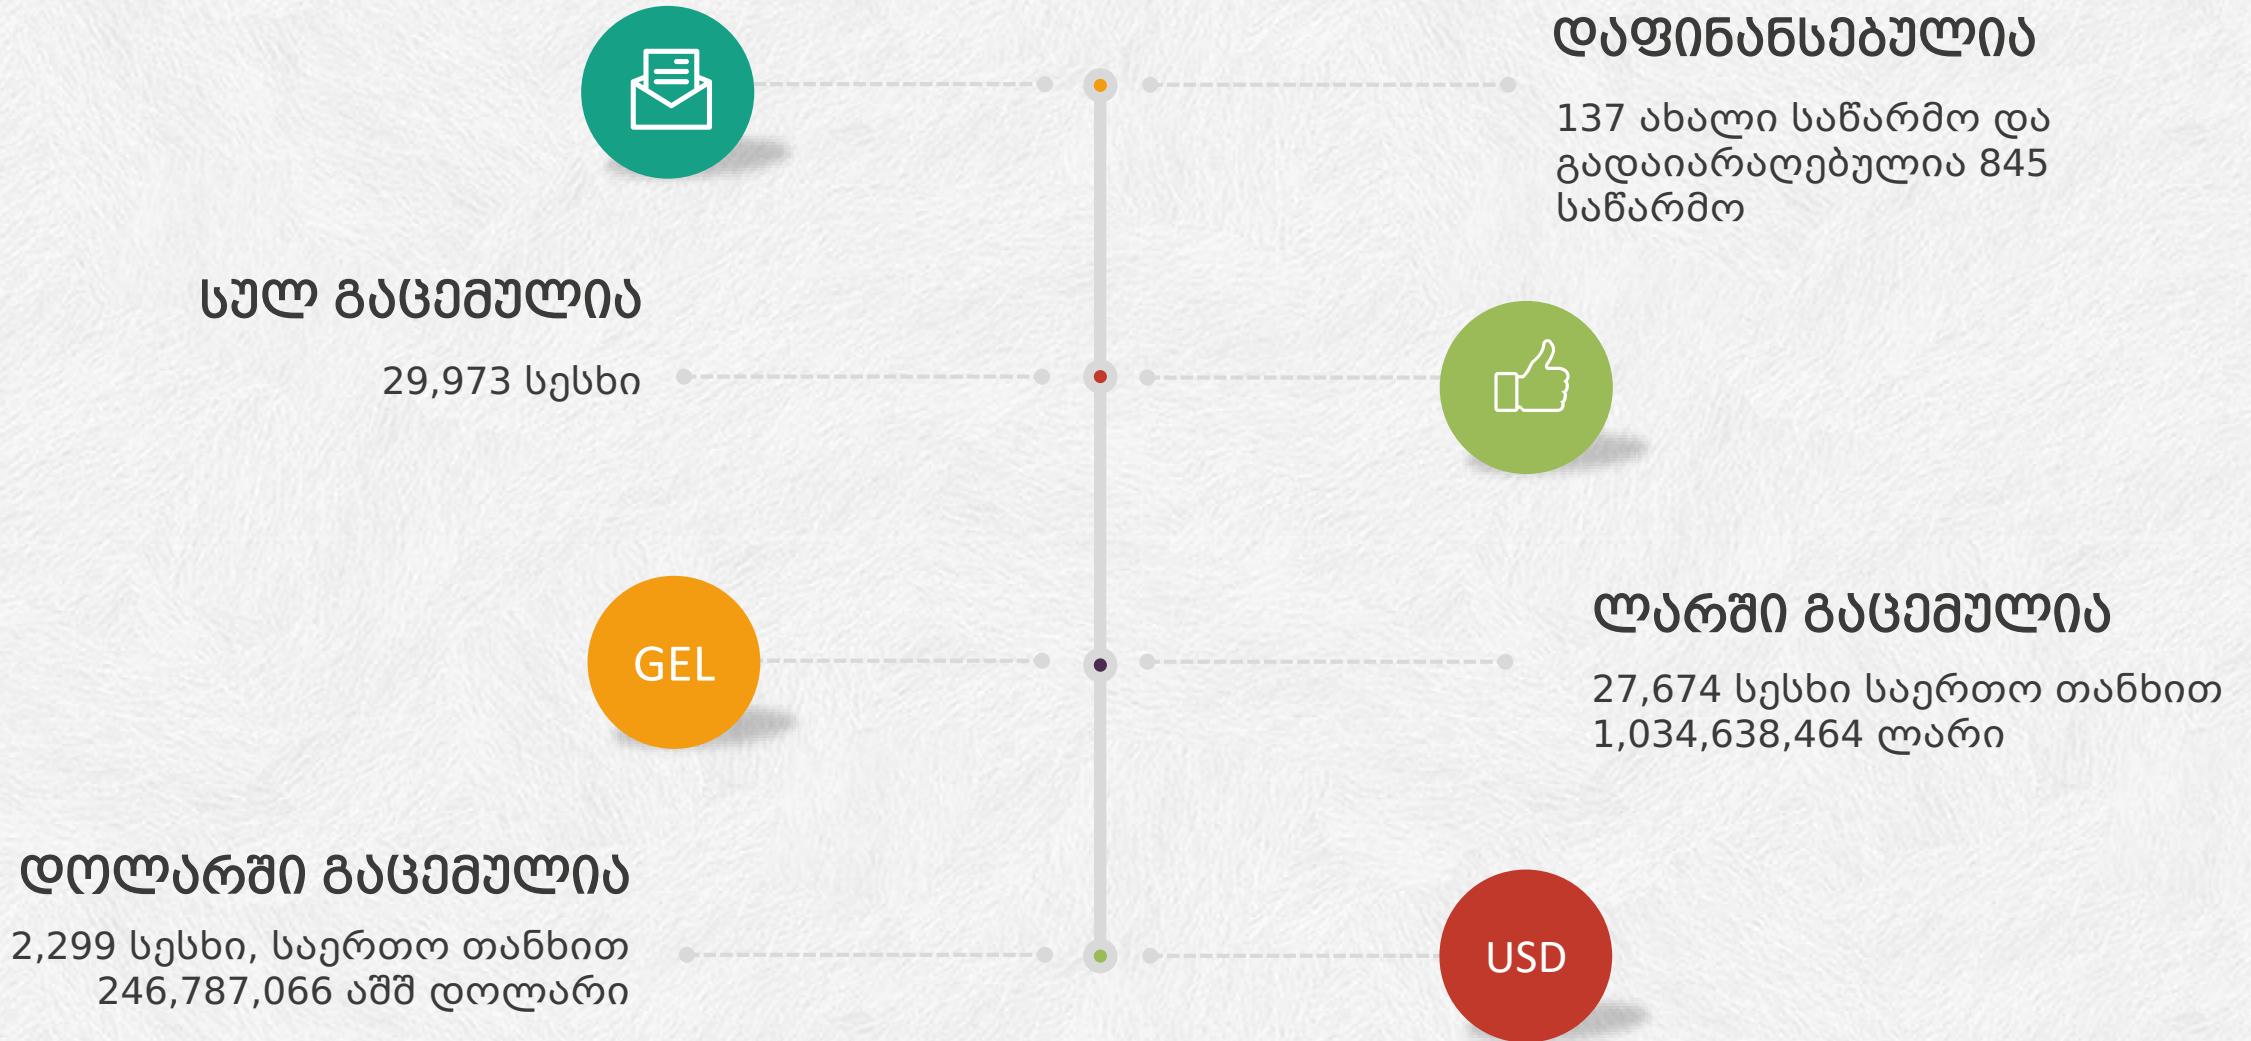 დაფინანსებულია
137 ახალი საწარმო და
გადაიარაღებულია 845
საწარმო
სულ გაცემულია
29,973 სესხი
GEL
ლარში გაცემულია
27,674 სესხი საერთო თანხით
1,034,638,464 ლარი
დოლარში გაცემულია
2,299 სესხი, საერთო თანხით
246,787,066 აშშ დოლარი
USD